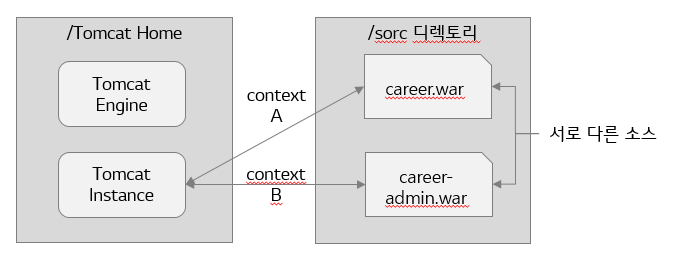 /Tomcat Home
Tomcat
Engine
Tomcat
Instance
context
A
context
B
/sorc 디렉토리
career.war
career-
admin.war
서로 다른 소스